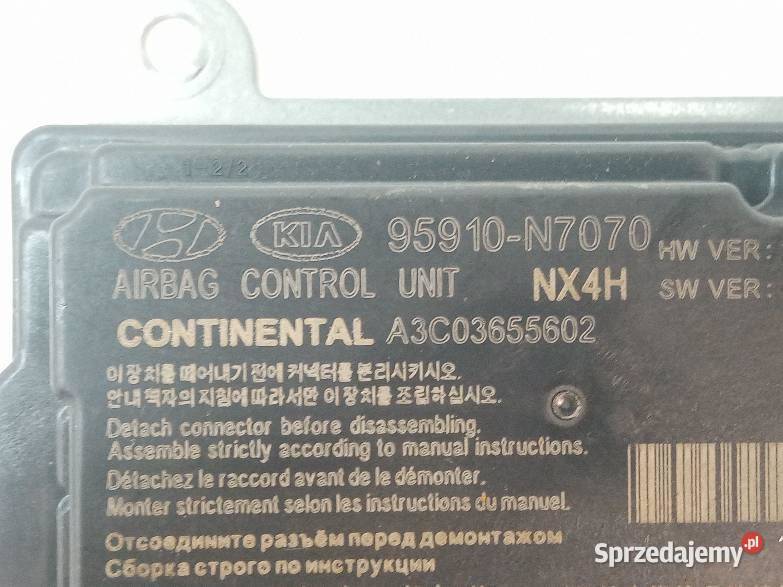 1-2/2
KIA 95910-N7070 HW VER:
AIRBAG CONTROL UNIT NX4H SW VER:
CONTINENTAL A3C03655602
이 장치를 떼어내기 전에 커넥터를 분리시키시오.
안내 책자의 지침에 따라서만 이 장치를 조립하십시오.
Detach connector before disassembling.
Assemble strictly according to manual instructions.
Détachez le raccord avant de le démonter.
Monter strictement selon les instructions du manuel.
Отсоедините разъём перед демонтажом
Сборка строго по инструкции
Sprzedajemy.pl